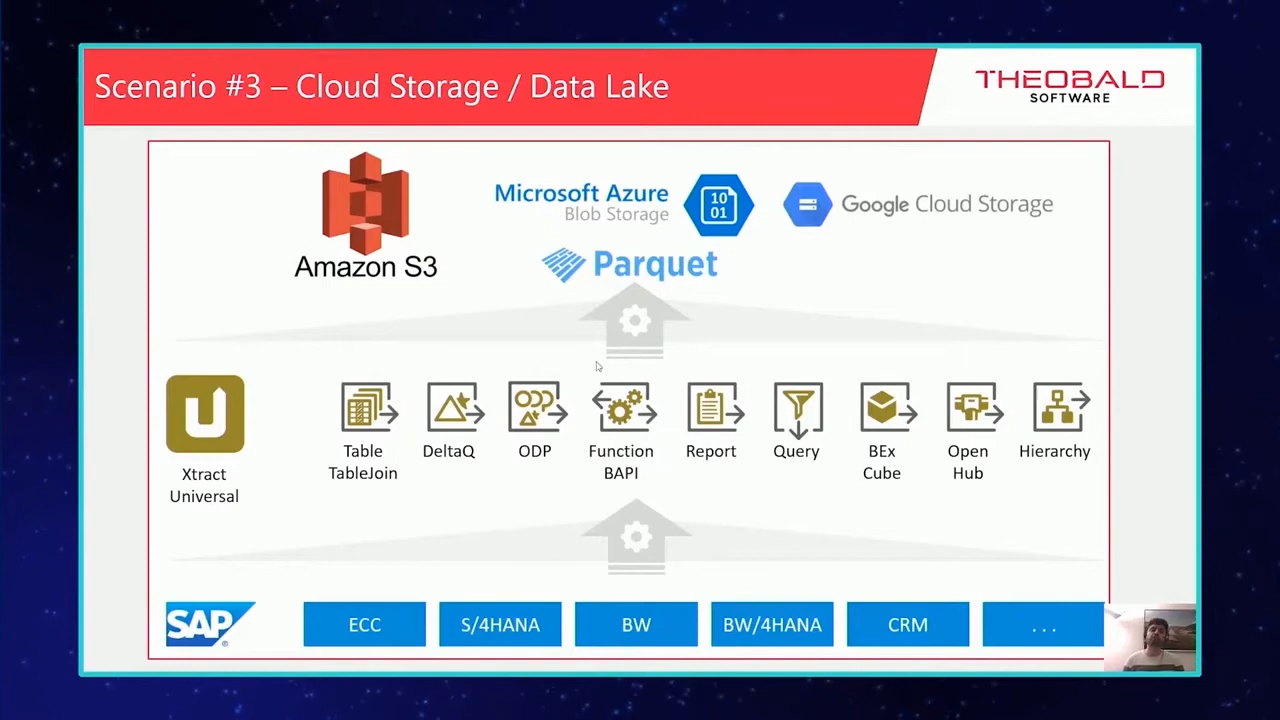 Scenario #3 – Cloud Storage / Data Lake
THEOBALD
SOFTWARE
Amazon S3
Microsoft Azure
Blob Storage
10
01
Google Cloud Storage
Parquet
Xtract
Universal
Table
TableJoin
DeltaQ
ODP
Function
BAPI
Report
Query
BEx
Cube
Open
Hub
Hierarchy
SAP®
ECC
S/4HANA
BW
BW/4HANA
CRM
...